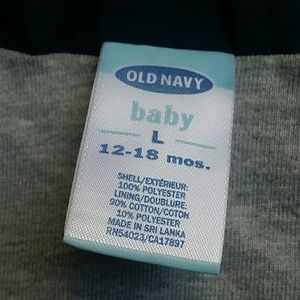 OLD NAVY
baby
L
12-18 mos.
SHELL/EXTÉRIEUR:
100% POLYESTER
LINING/DOUBLURE:
90% COTTON/COTON
10% POLYESTER
MADE IN SRI LANKA
RN54023/CA17897